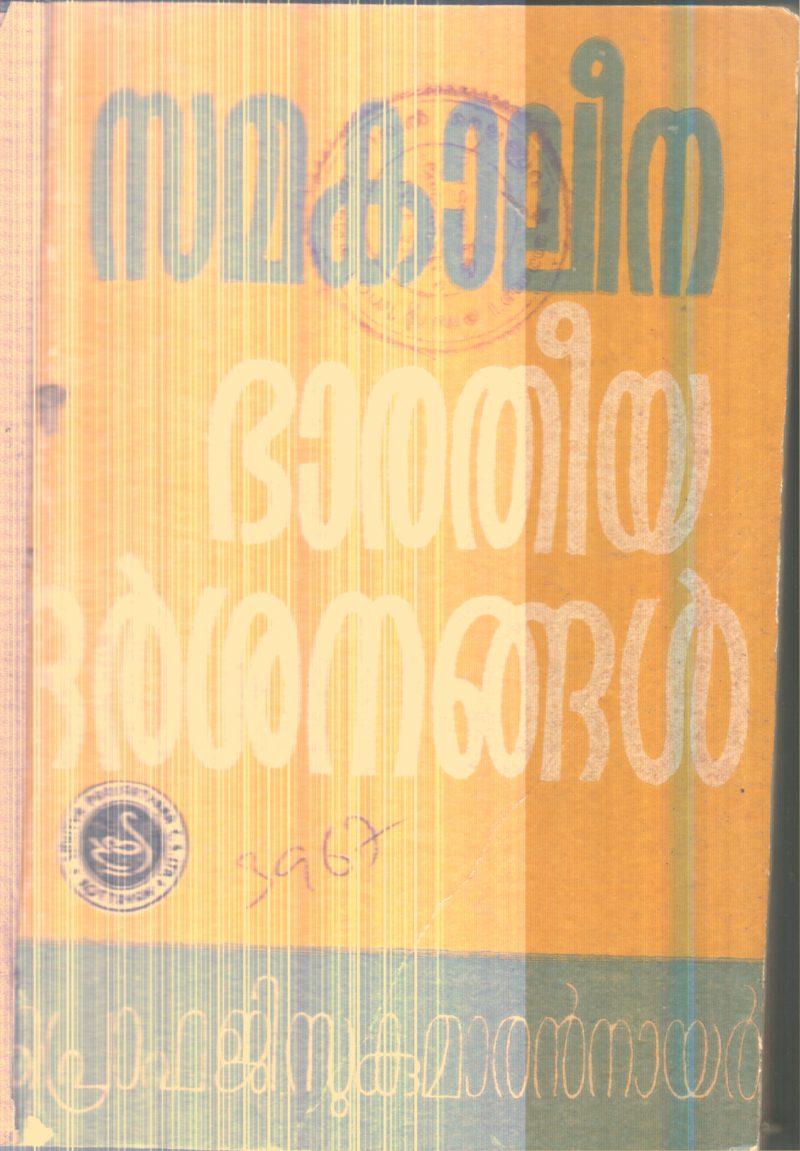 സമകാലീന
ഭാരതീയ
ദർശനങ്ങൾ
3967
പ്രൊഫ. ജി. സുകുമാരൻനായർ